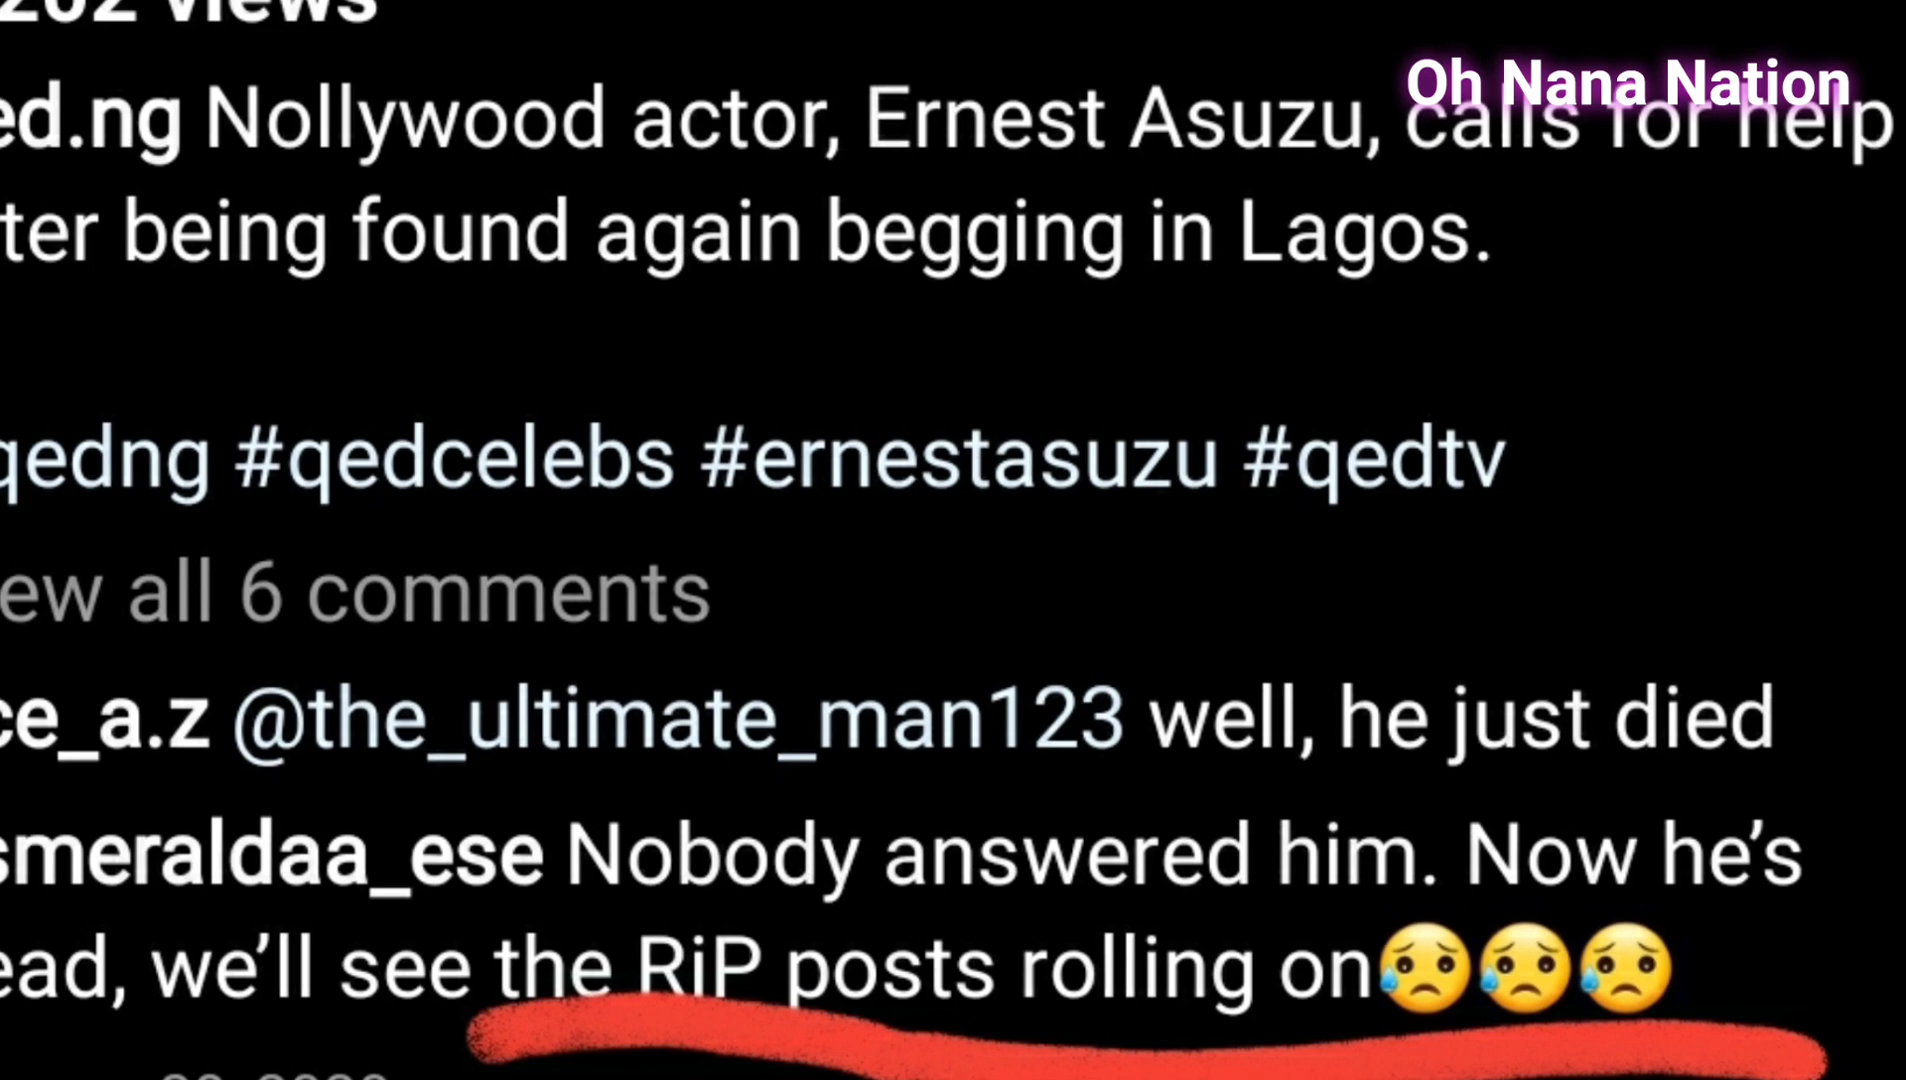 202 views
Oh Nana Nation
ed.ng Nollywood actor, Ernest Asuzu, calls for help
ter being found again begging in Lagos.
qedng #qedcelebs #ernestasuzu #qedtv
ew all 6 comments
ce_a.z @the_ultimate_man123 well, he just died
smeraldaa_ese Nobody answered him. Now he’s
ead, we’ll see the RiP posts rolling on😥😥😥